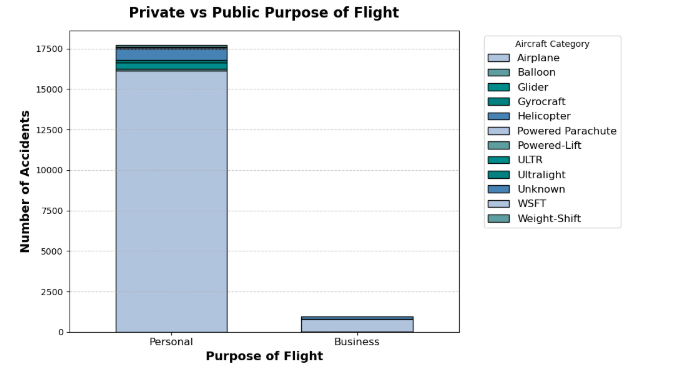 Private vs Public Purpose of Flight
Number of Accidents
17500
15000
12500
10000
7500
5000
2500
0
Personal
Business
Purpose of Flight
Aircraft Category
Airplane
Balloon
Glider
Gyrocraft
Helicopter
Powered Parachute
Powered-Lift
ULTR
Ultralight
Unknown
WSFT
Weight-Shift